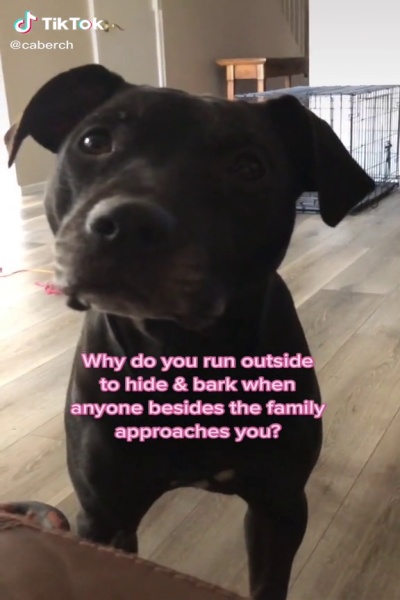 TikTok
@caberch
Why do you run outside
to hide & bark when
anyone besides the family
approaches you?